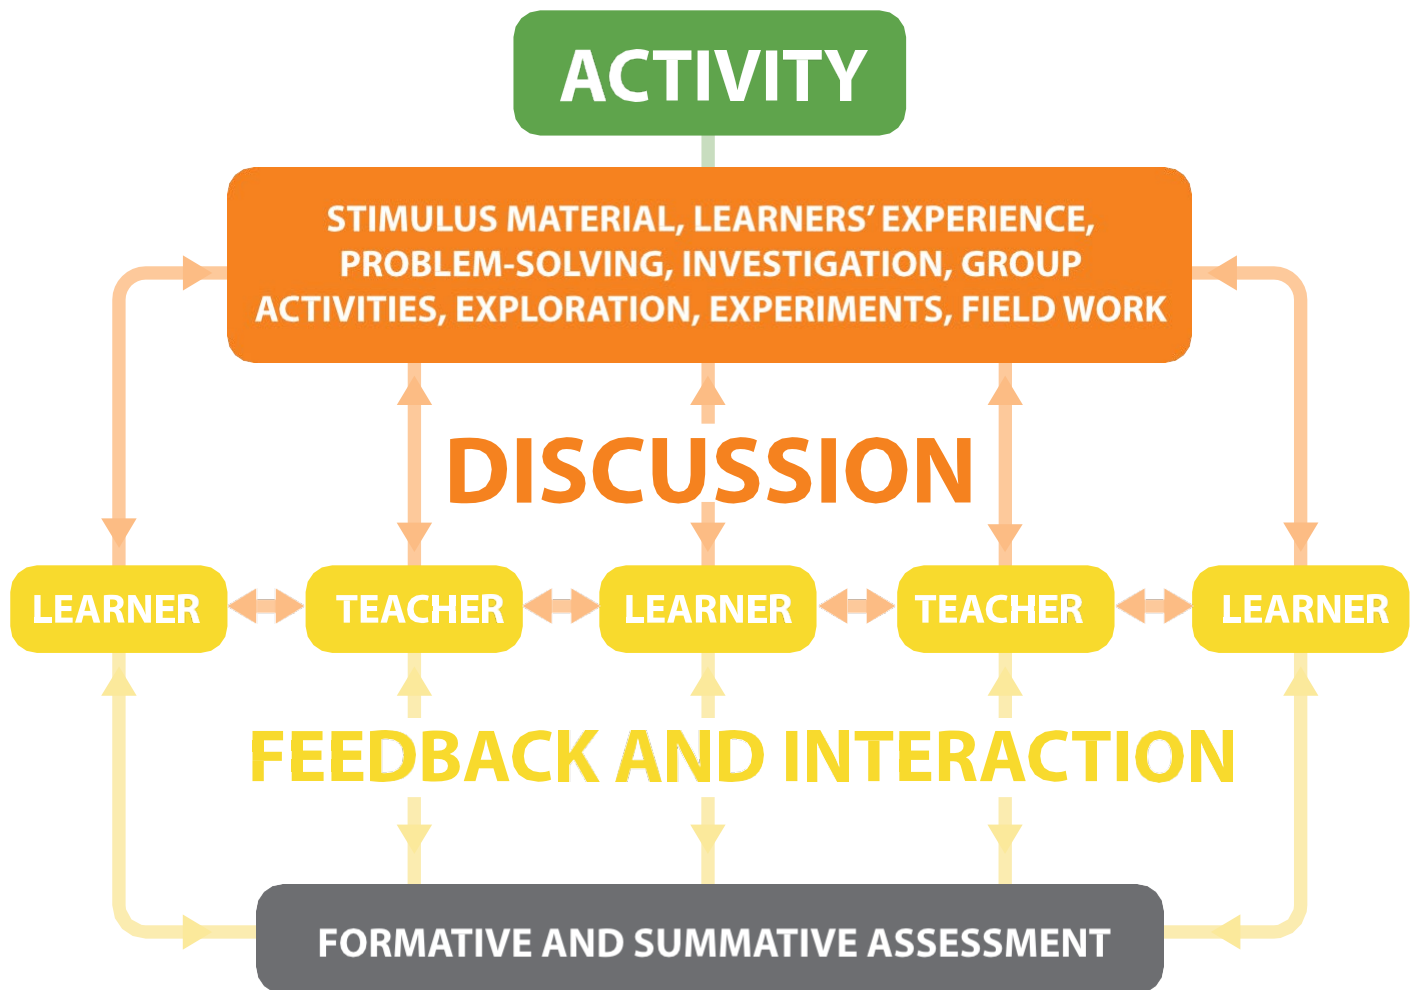 ACTIVITY
STIMULUS MATERIAL, LEARNERS’ EXPERIENCE,
PROBLEM-SOLVING, INVESTIGATION, GROUP
ACTIVITIES, EXPLORATION, EXPERIMENTS, FIELD WORK
DISCUSSION
LEARNER
TEACHER
LEARNER
TEACHER
LEARNER
FEEDBACK AND INTERACTION
FORMATIVE AND SUMMATIVE ASSESSMENT